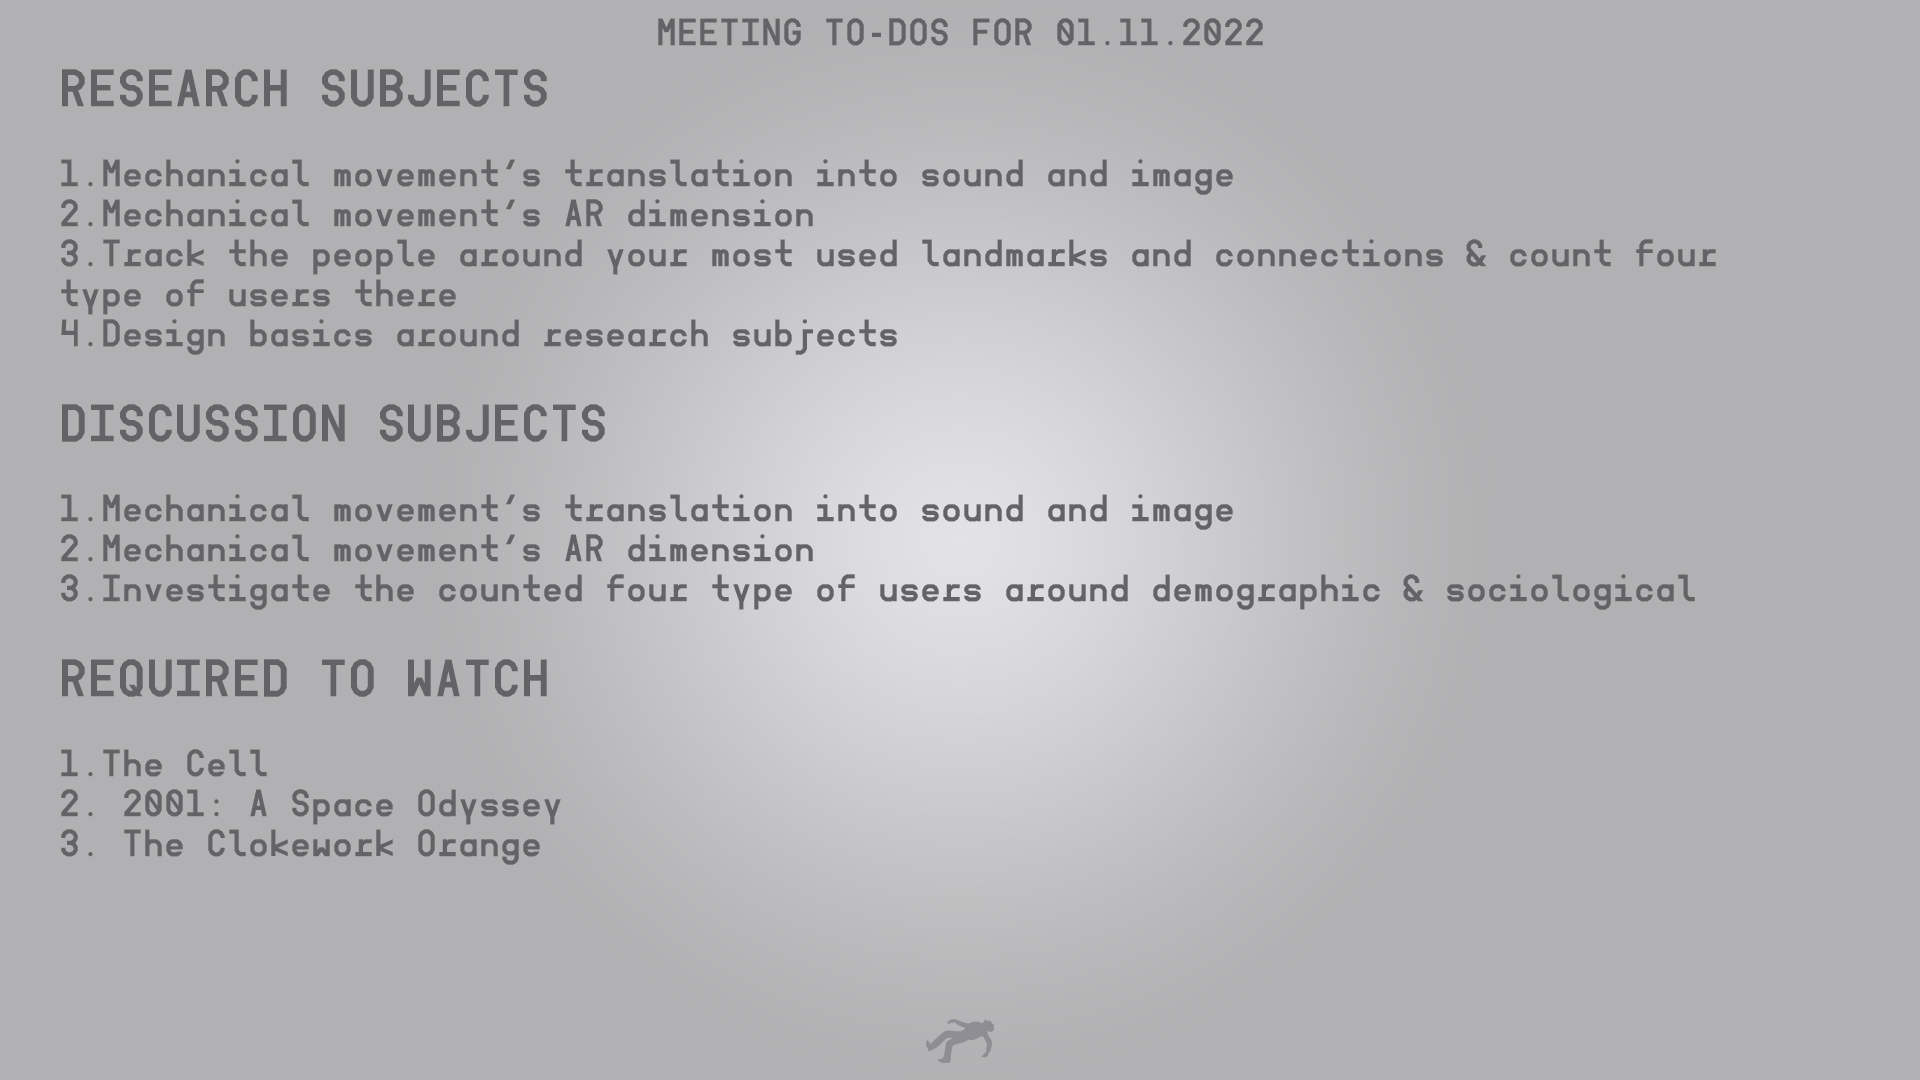 MEETING TO-DOS FOR 01.11.2022
RESEARCH SUBJECTS
1.Mechanical movement's translation into sound and image
2.Mechanical movement's AR dimension
3.Track the people around your most used landmarks and connections & count four
type of users there
4.Design basics around research subjects
DISCUSSION SUBJECTS
1.Mechanical movement's translation into sound and image
2.Mechanical movement's AR dimension
3.Investigate the counted four type of users around demographic & sociological
REQUIRED TO WATCH
1.The Cell
2. 2001: A Space Odyssey
3. The Clokework Orange